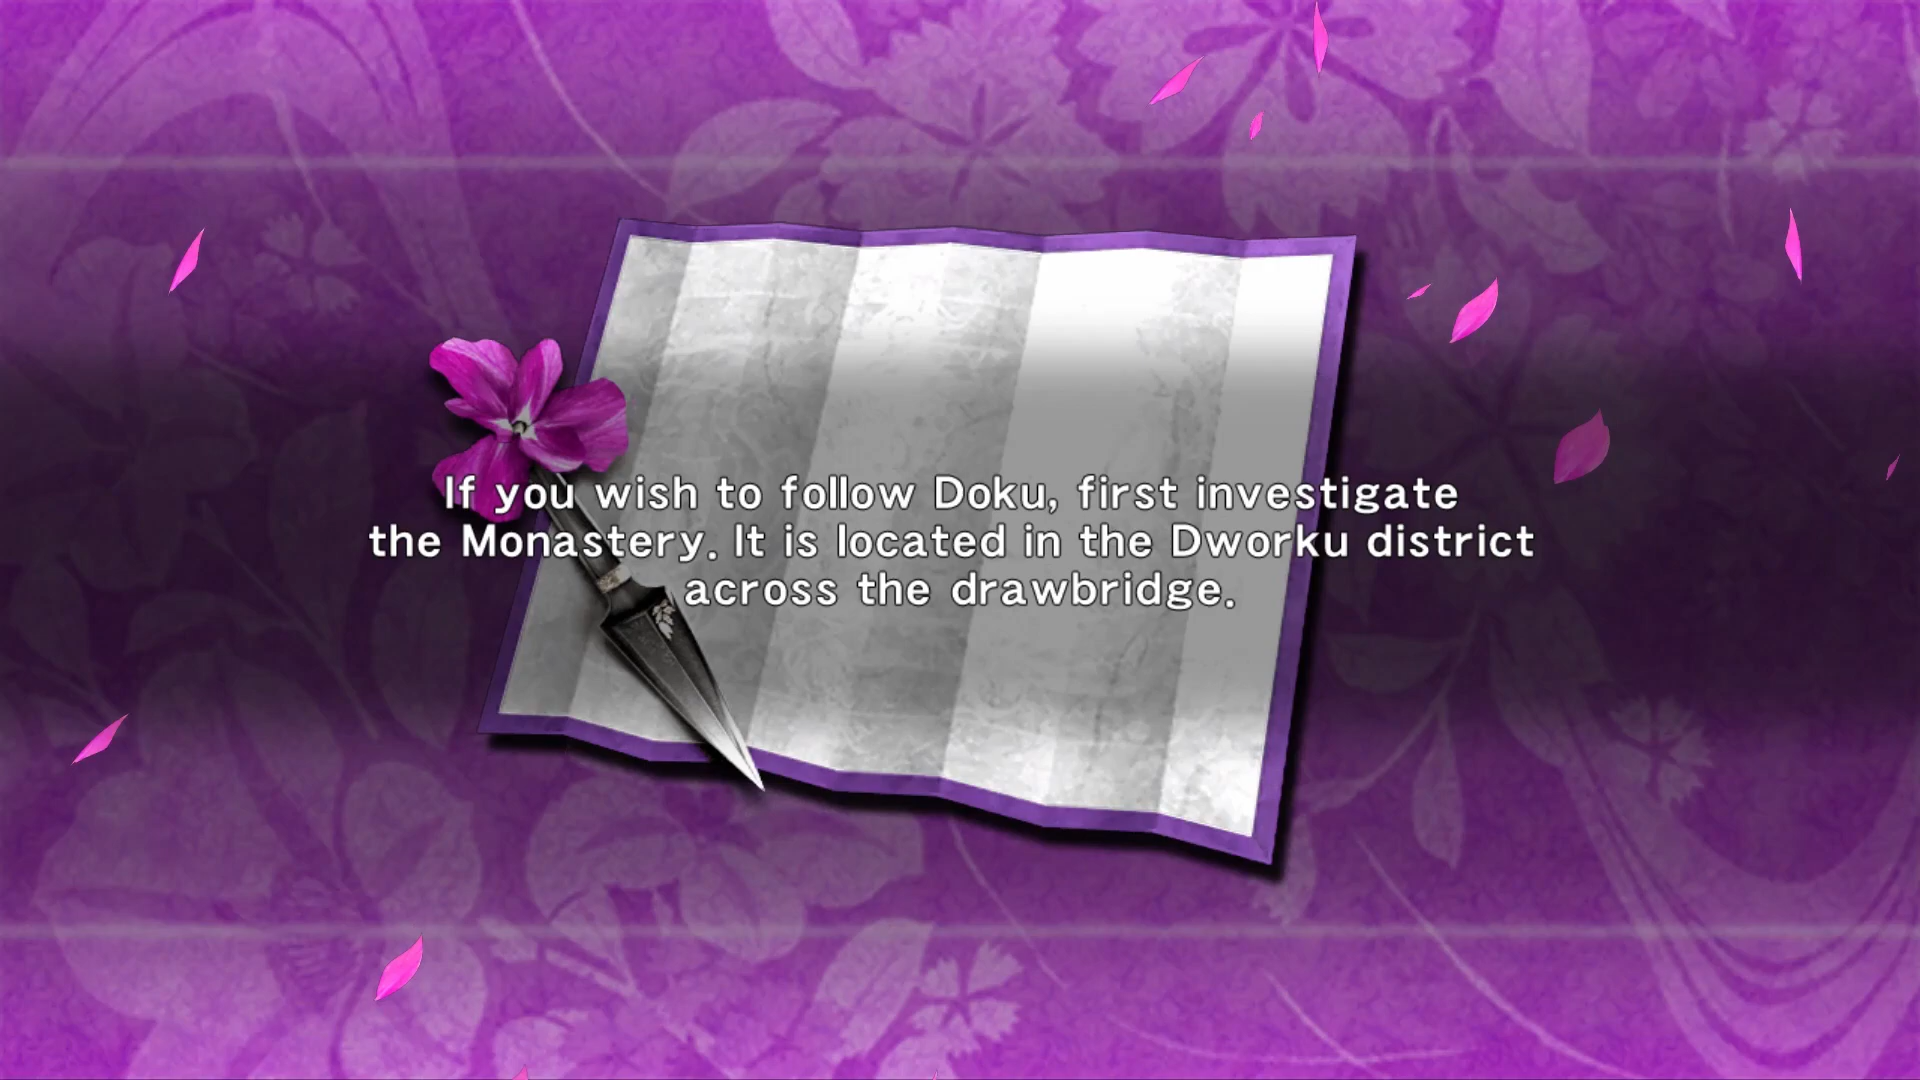 If you wish to follow Doku, first investigate
the Monastery. It is located in the Dworku district
across the drawbridge.